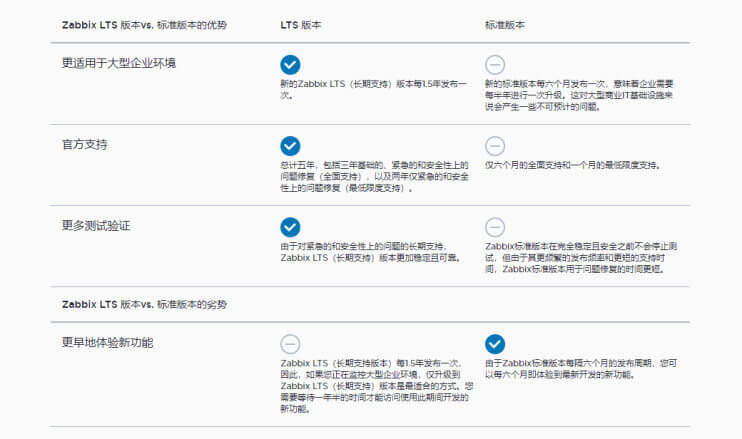 Zabbix LTS 版本vs. 标准版本的优势
LTS 版本
标准版本
更适用于大型企业环境
新的Zabbix LTS（长期支持）版本每1.5年发布一
次。
新的标准版本每六个月发布一次，意味着企业需要
每半年进行一次升级。这对大型商业IT基础设施来
说会产生一些不可预计的问题。
官方支持
总计五年，包括三年基础的、紧急的和安全性上的
问题修复（全面支持），以及两年仅紧急的和安全
性上的问题修复（最低限度支持）。
仅六个月的全面支持和一个月的最低限度支持。
更多测试验证
由于对紧急的和安全性上的问题的长期支持，
Zabbix LTS（长期支持）版本更加稳定且可靠。
Zabbix标准版本在完全稳定且安全之前不会停止测
试，但由于其更频繁的发布频率和更短的支持时
间，Zabbix标准版本用于问题修复的时间更短。
Zabbix LTS 版本vs. 标准版本的劣势
更早地体验新功能
Zabbix LTS（长期支持版本）每1.5年发布一次，
因此，如果您正在监控大型企业环境，仅升级到
Zabbix LTS（长期支持）版本是最适合的方式。您
需要等待一年半的时间才能访问使用此期间开发的
新功能。
由于Zabbix标准版本每隔六个月的发布周期，您可
以每六个月即体验到最新开发的新功能。